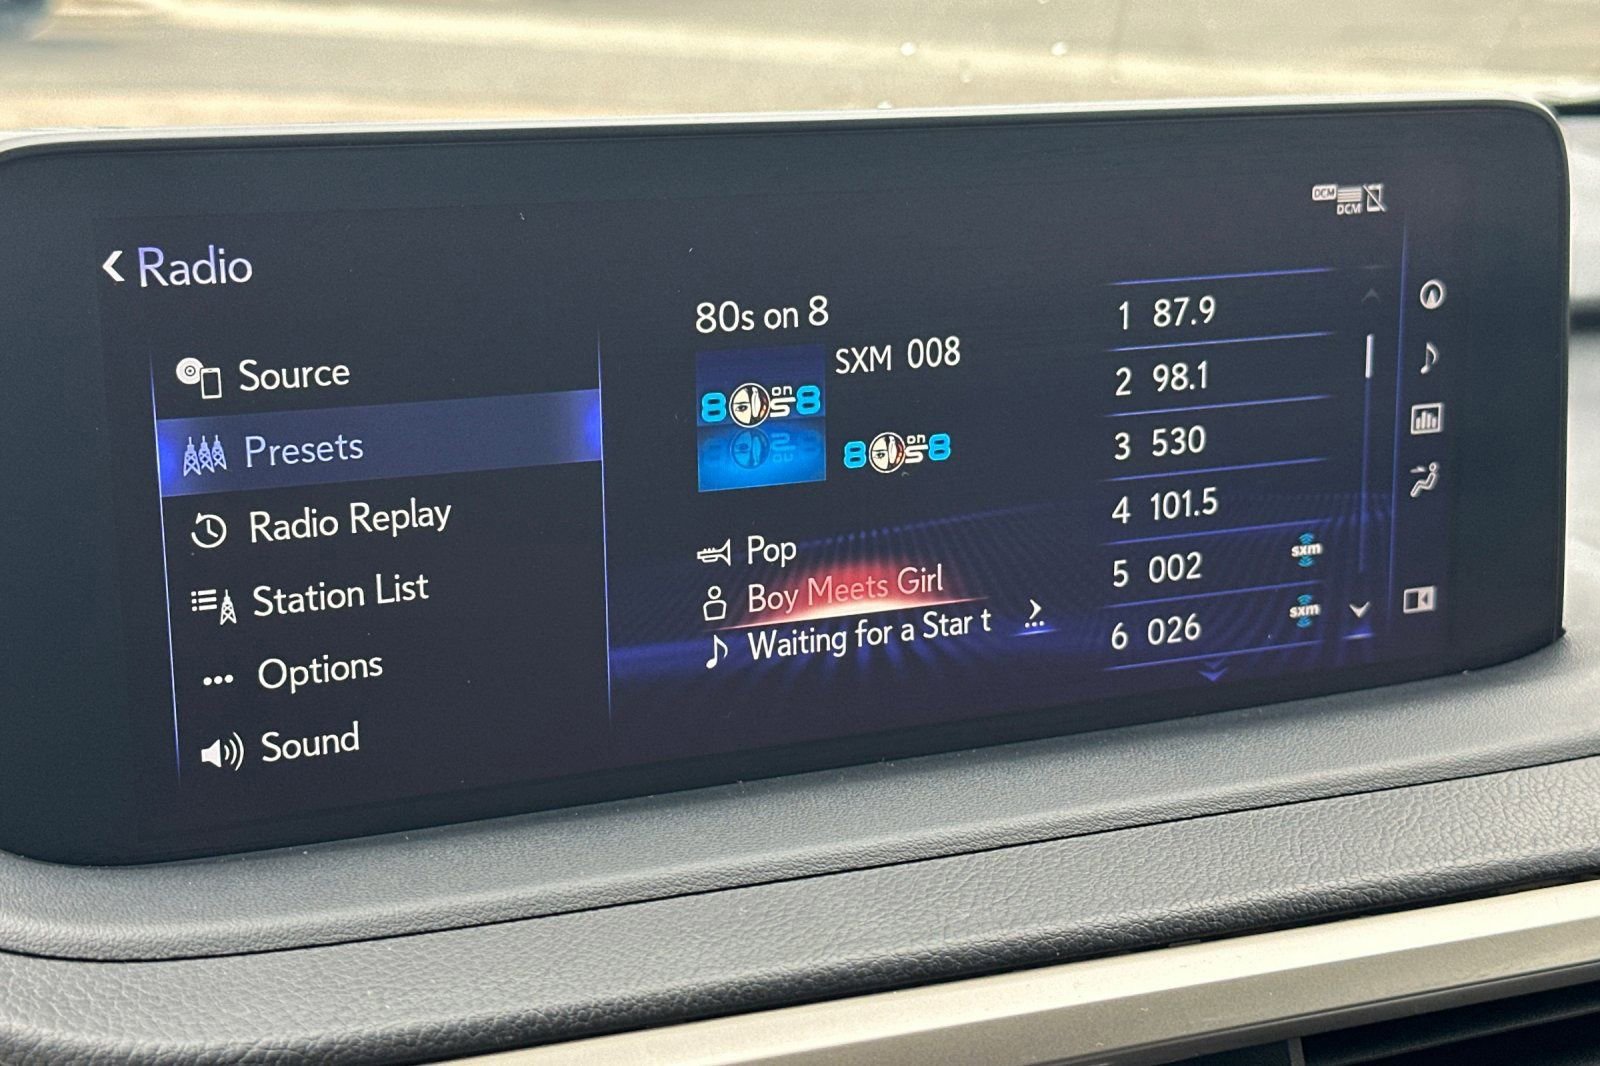 DCM
DCM
Radio
Source
Presets
Radio Replay
Station List
Options
Sound
80s on 8
SXM 008
80s on 8
80s on 8
Pop
Boy Meets Girl
Waiting for a Star t
1 87.9
2 98.1
3 530
4 101.5
5 002 sxm
6 026 sxm